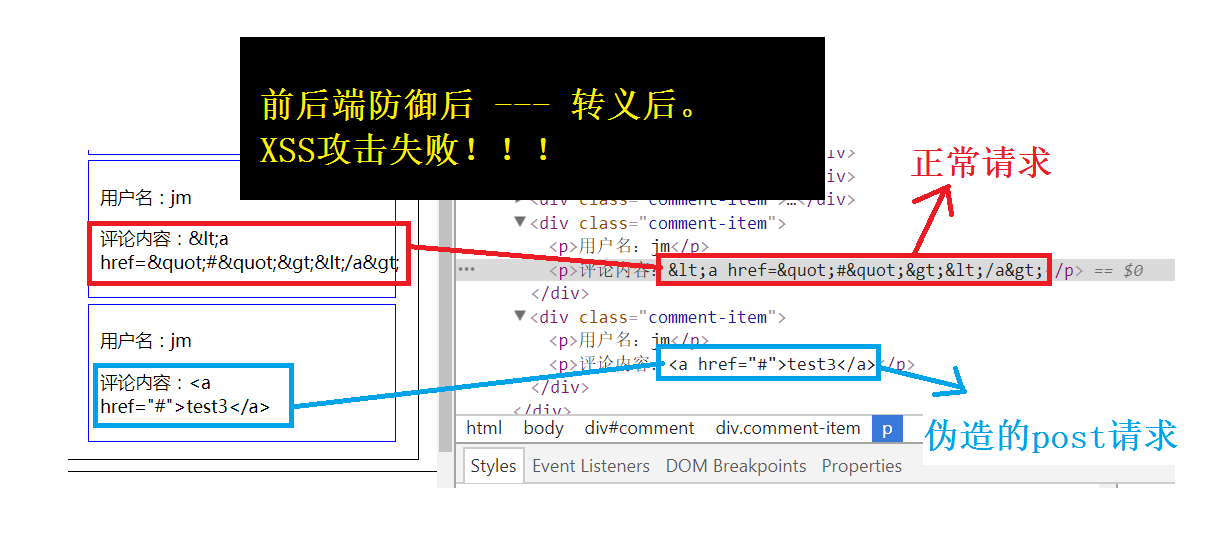 前后端防御后 --- 转义后。
XSS攻击失败！！！
正常请求
用户名：jm
评论内容：&lt;a
href=&quot;#&quot;&gt;&lt;/a&gt;
用户名：jm
评论内容：<a
href="#">test3</a>
div>
div>
<div class="comment-item">…</div>
▼<div class="comment-item">
<p>用户名：jm</p>
<p>评论内容：&lt;a href=&quot;#&quot;&gt;&lt;/a&gt;</p> == $0
</div>
▼<div class="comment-item">
<p>用户名：jm</p>
<p>评论内容：<a href="#">test3</a></p>
</div>
</div>
伪造的post请求
html body div#comment div.comment-item p
Styles Event Listeners DOM Breakpoints Properties